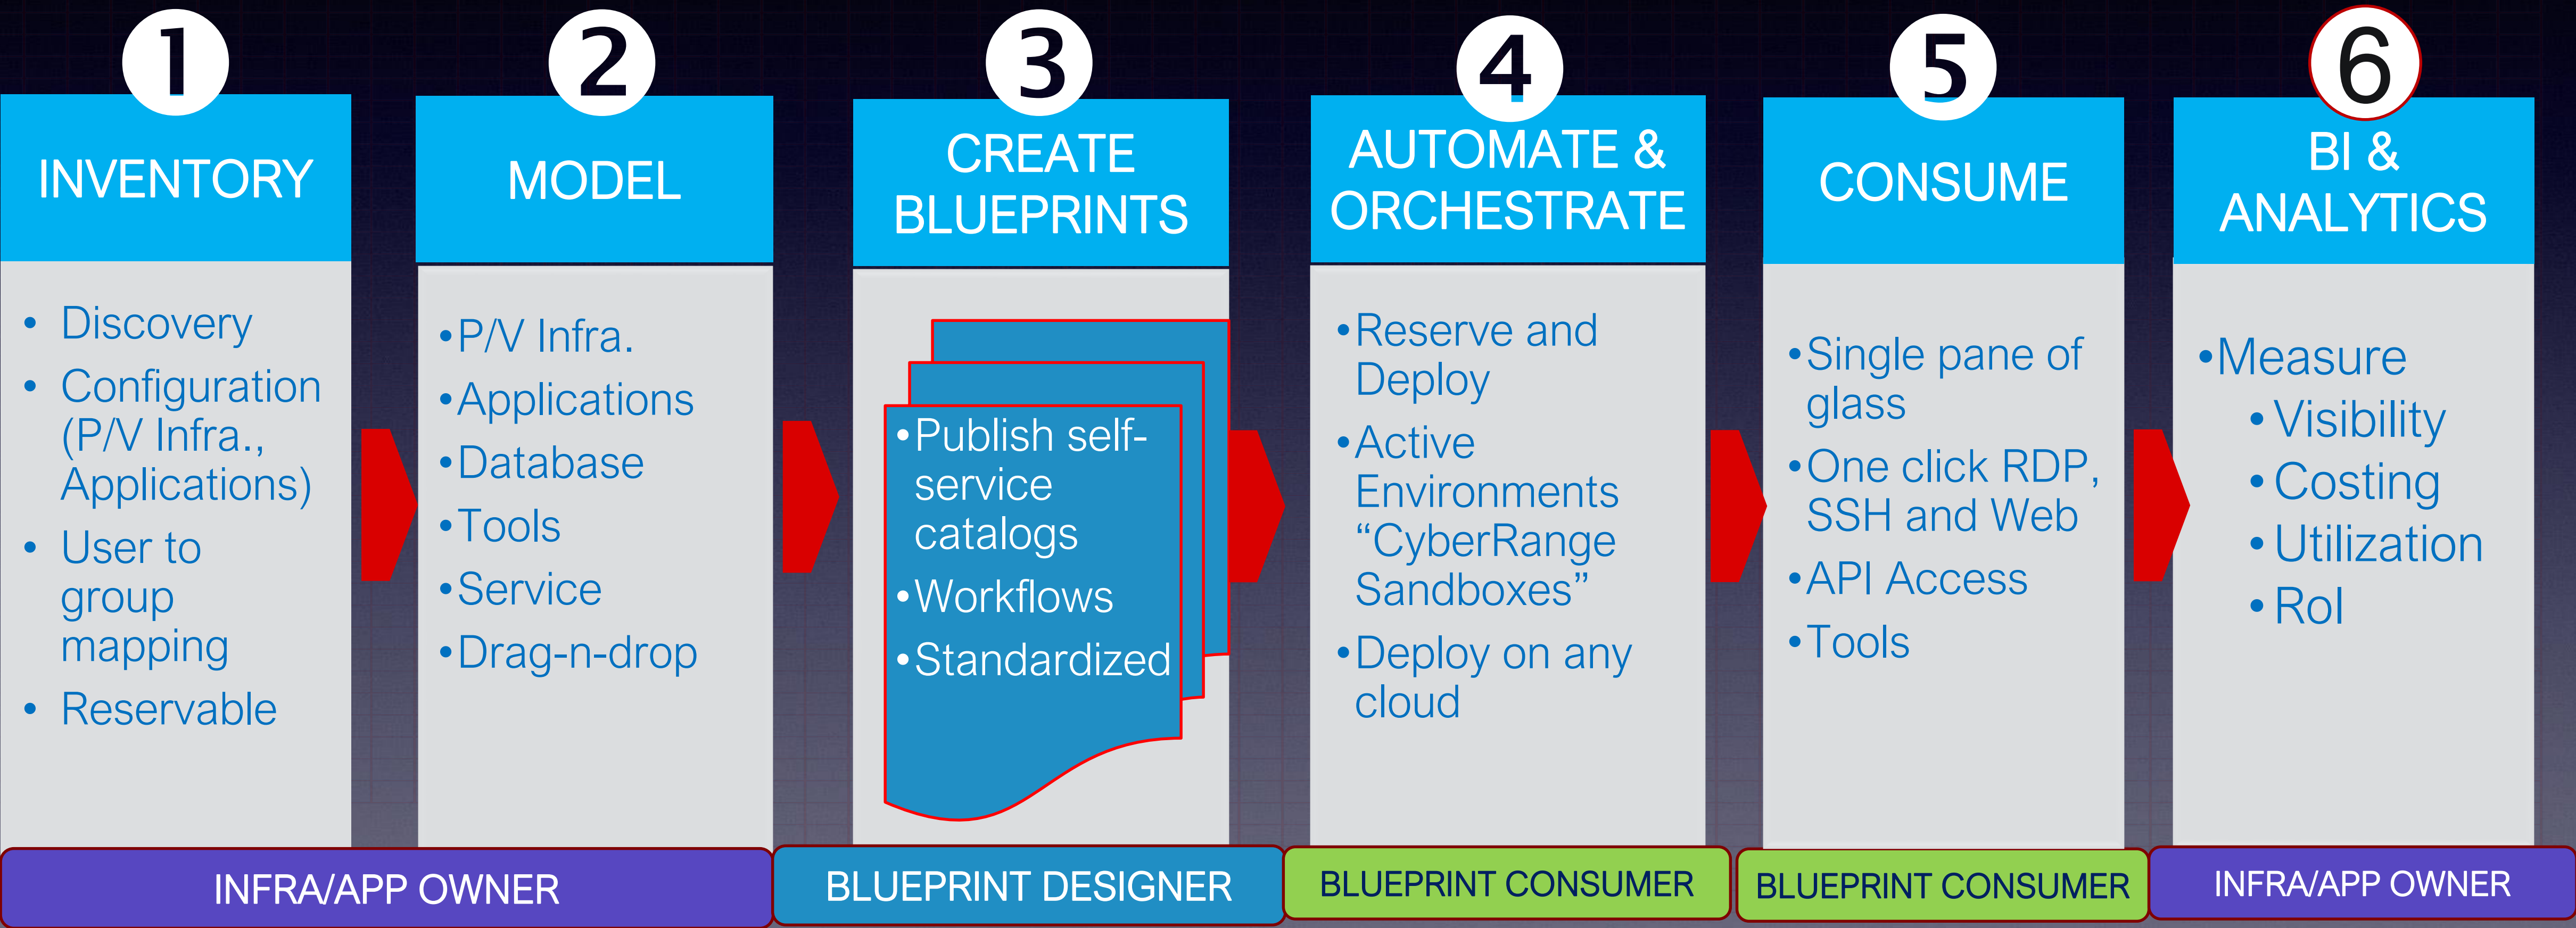 1
INVENTORY
• Discovery
• Configuration
(P/V Infra.,
Applications)
• User to
group
mapping
• Reservable
2
MODEL
•P/V Infra.
•Applications
•Database
•Tools
•Service
•Drag-n-drop
INFRA/APP OWNER
3
CREATE
BLUEPRINTS
•Publish self-
service
catalogs
•Workflows
•Standardized
BLUEPRINT DESIGNER
4
AUTOMATE &
ORCHESTRATE
•Reserve and
Deploy
•Active
Environments
“CyberRange
Sandboxes”
•Deploy on any
cloud
BLUEPRINT CONSUMER
5
CONSUME
•Single pane of
glass
•One click RDP,
SSH and Web
•API Access
•Tools
BLUEPRINT CONSUMER
6
BI &
ANALYTICS
•Measure
•Visibility
•Costing
•Utilization
•RoI
INFRA/APP OWNER